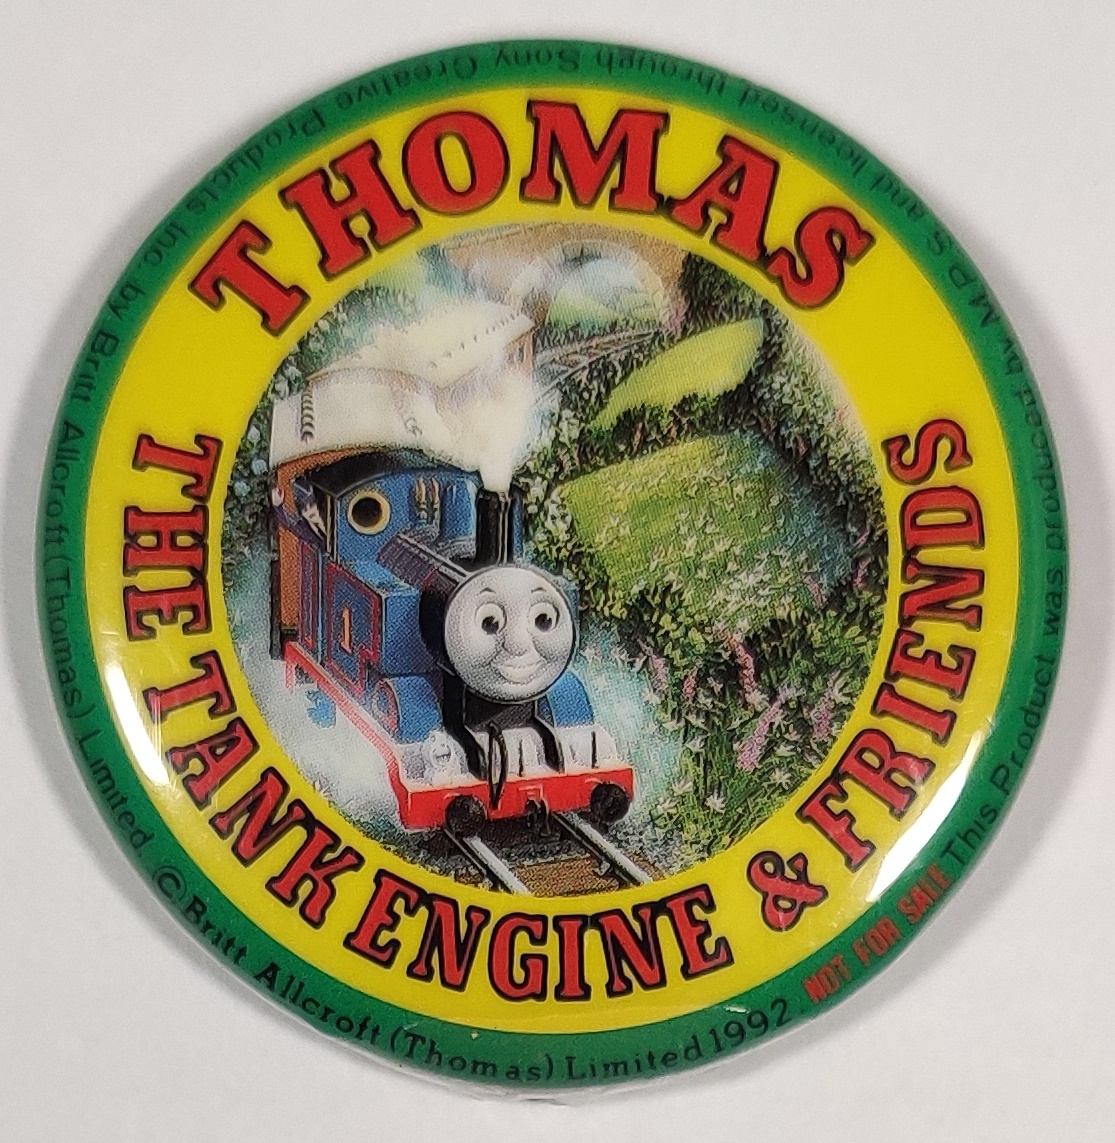 THOMAS
THE TANK ENGINE & FRIENDS
1
©Britt Allcroft (Thomas) Limited 1992.
NOT FOR SALE
This Product was produced by M.P.S and licensed through Sony Creative Products Inc. by Britt Allcroft (Thomas) Limited.